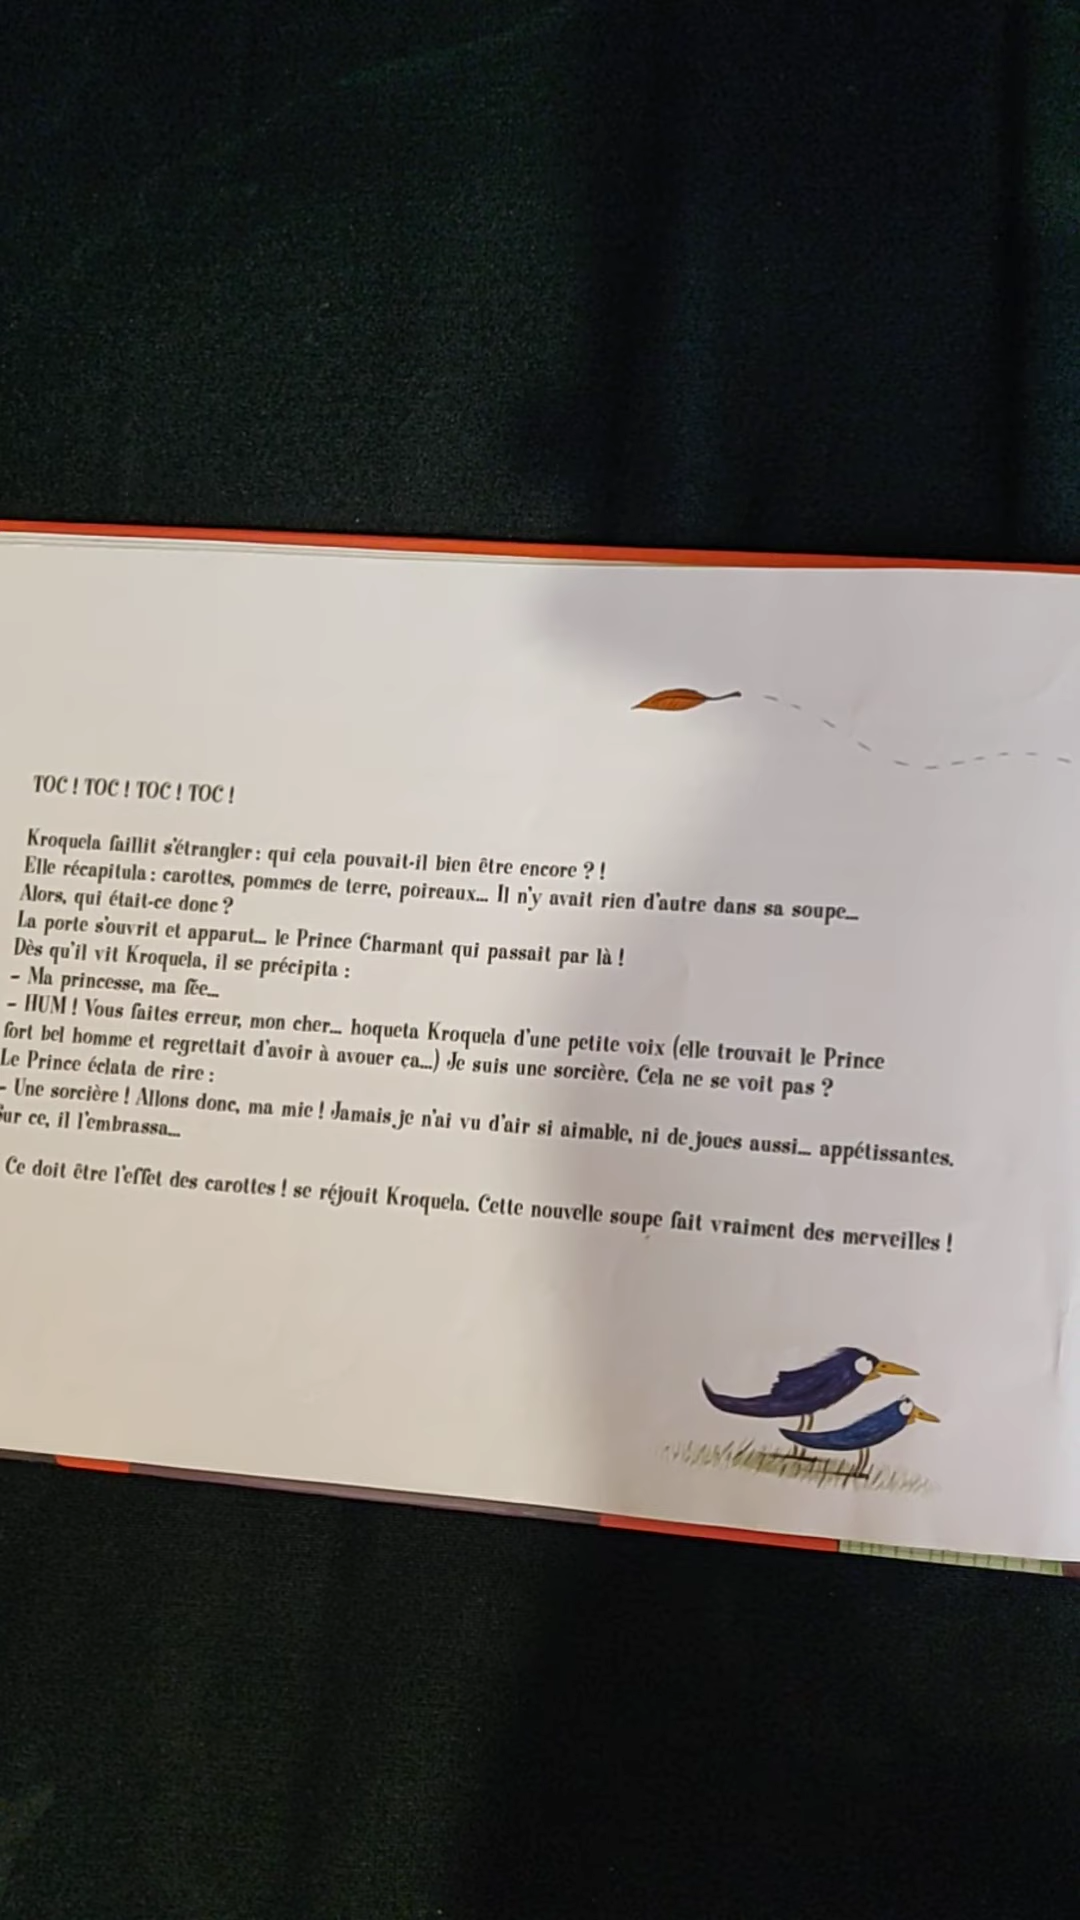 TOC ! TOC ! TOC ! TOC !
Kroquela faillit s'étrangler : qui cela pouvait-il bien être encore ? !
Elle récapitula : carottes, pommes de terre, poireaux... Il n'y avait rien d'autre dans sa soupe...
Alors, qui était-ce donc ?
La porte s'ouvrit et apparut... le Prince Charmant qui passait par là !
Dès qu'il vit Kroquela, il se précipita :
– Ma princesse, ma fée...
– HUM ! Vous faites erreur, mon cher... hoqueta Kroquela d'une petite voix (elle trouvait le Prince
fort bel homme et regrettait d'avoir à avouer ça...) Je suis une sorcière. Cela ne se voit pas ?
Le Prince éclata de rire :
– Une sorcière ! Allons donc, ma mie ! Jamais je n'ai vu d'air si aimable, ni de joues aussi... appétissantes.
Sur ce, il l'embrassa...
Ce doit être l'effet des carottes ! se réjouit Kroquela. Cette nouvelle soupe fait vraiment des merveilles !